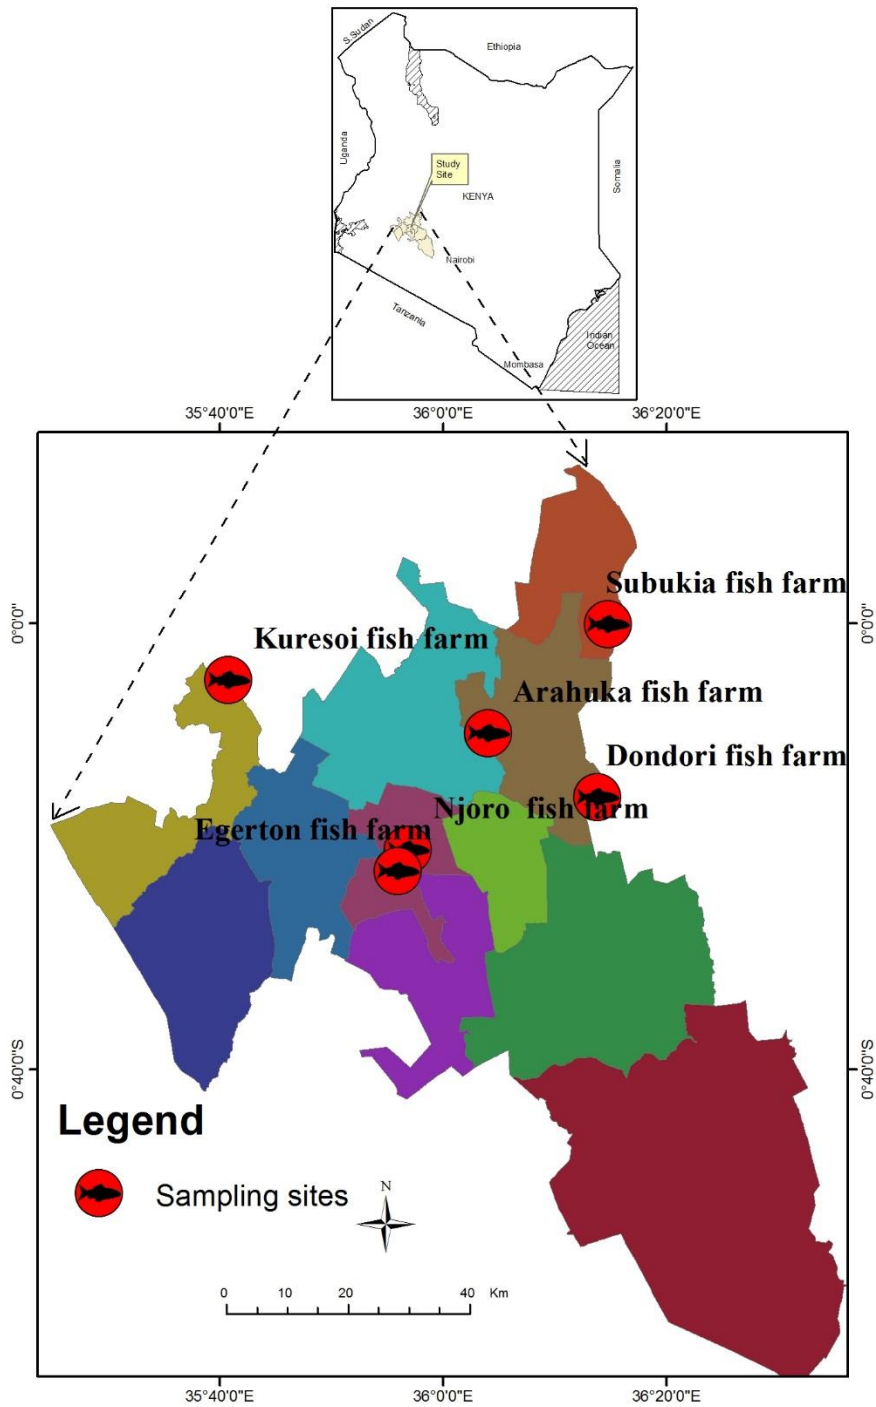 S.Sudan
Ethiopia
Uganda
Somalia
Study
Site
KENYA
Nairobi
Tanzania
Indian
Ocean
Mombasa
35°40'0"E
36°0'0"E
36°20'0"E
Subukia fish farm
0°0'0"
0°0'0"
Kuresoi fish farm
Arahuka fish farm
Dondori fish farm
Njoro fish farm
Egerton fish farm
0°40'0"S
0°40'0"S
Legend
Sampling sites
N
0 10 20 40 Km
35°40'0"E
36°0'0"E
36°20'0"E